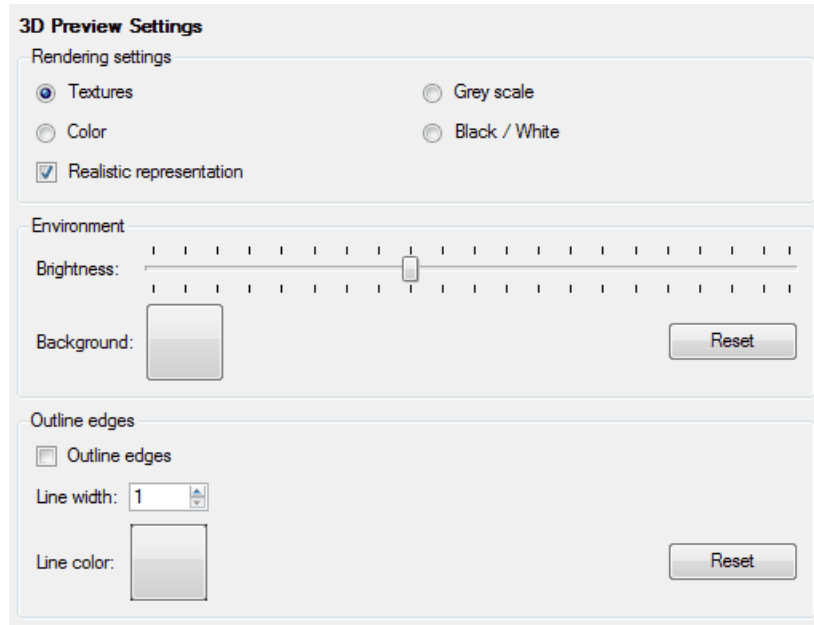 3D Preview Settings
Rendering settings
Textures
Grey scale
Color
Black / White
Realistic representation
Environment
Brightness:
Background:
Reset
Outline edges
Outline edges
Line width: 1
Line color:
Reset